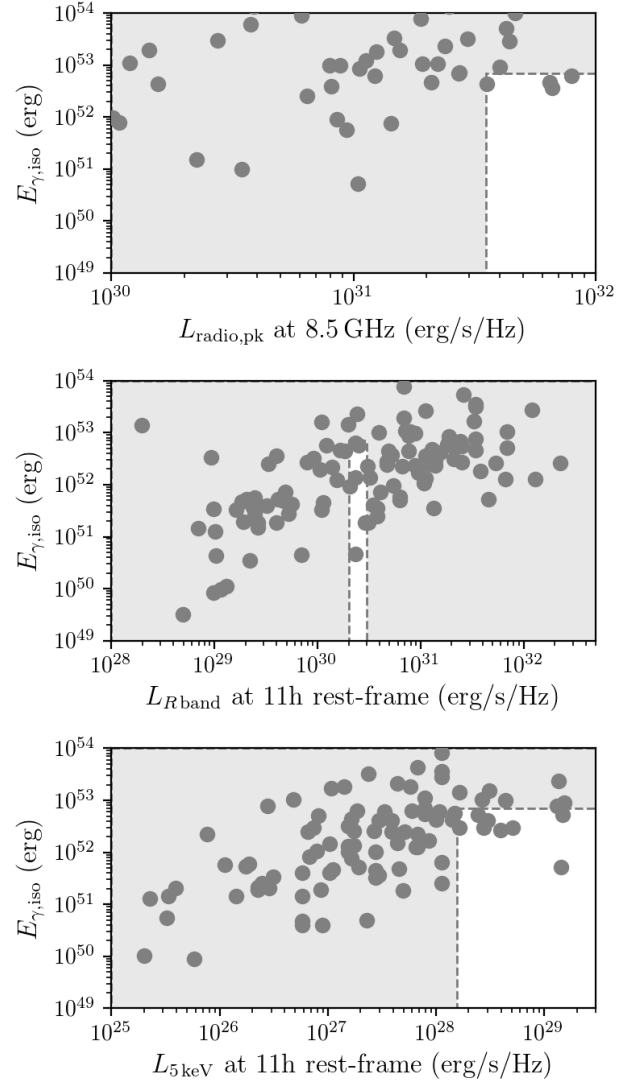 10^54
10^53
10^52
10^51
10^50
10^49
E_γ,iso (erg)
10^30 10^31 10^32
L_radio,pk at 8.5 GHz (erg/s/Hz)
10^54
10^53
10^52
10^51
10^50
10^49
E_γ,iso (erg)
10^28 10^29 10^30 10^31 10^32
L_R band at 11h rest-frame (erg/s/Hz)
10^54
10^53
10^52
10^51
10^50
10^49
E_γ,iso (erg)
10^25 10^26 10^27 10^28 10^29
L_5 keV at 11h rest-frame (erg/s/Hz)